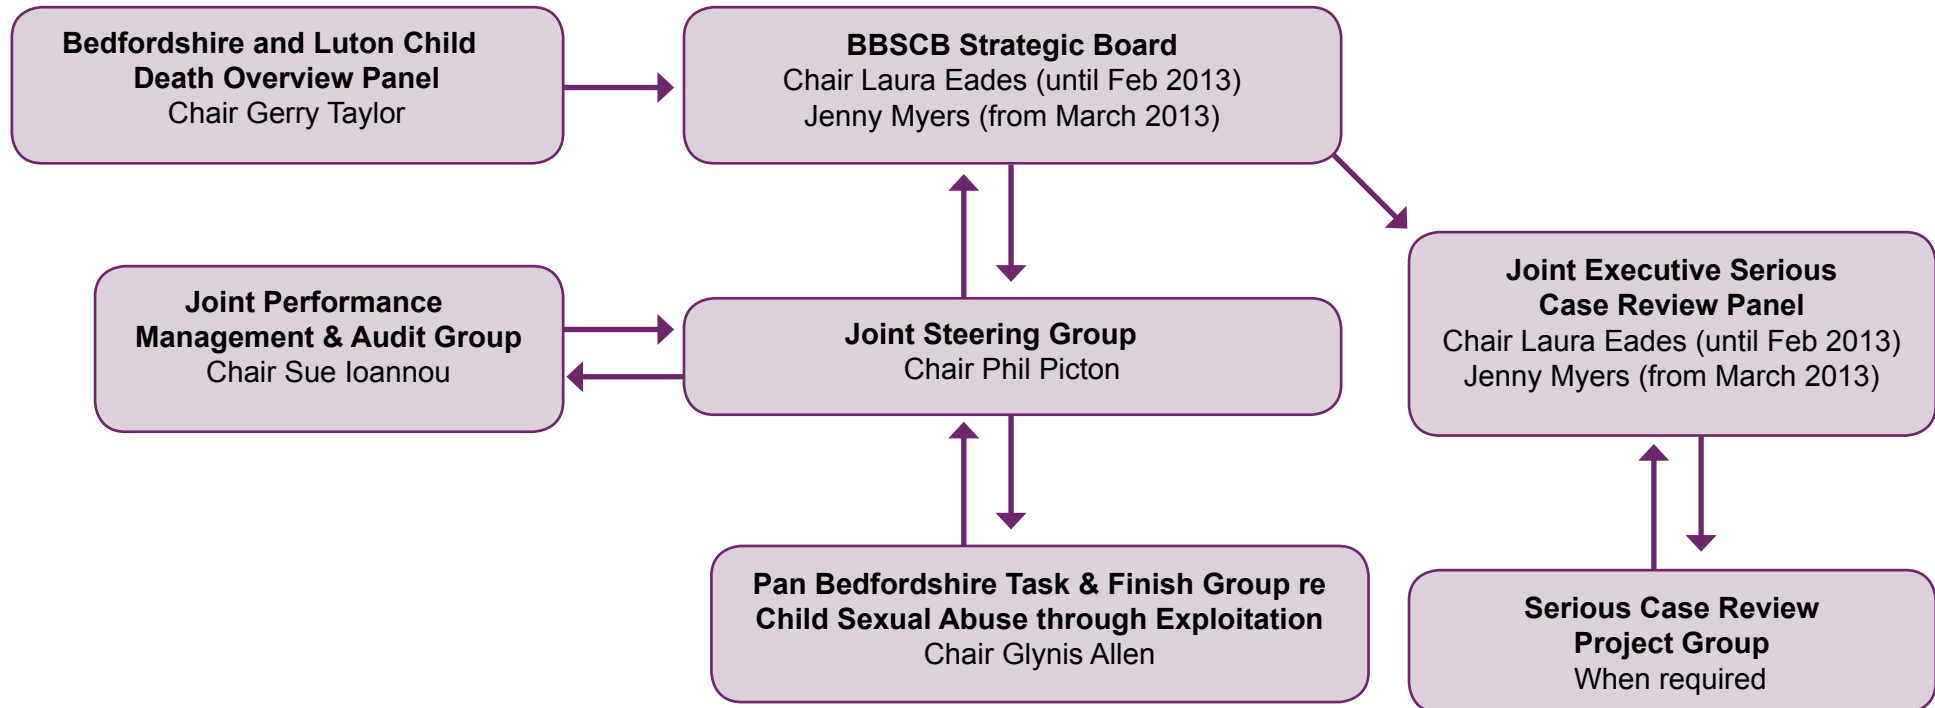 Bedfordshire and Luton Child
Death Overview Panel
Chair Gerry Taylor
BBSCB Strategic Board
Chair Laura Eades (until Feb 2013)
Jenny Myers (from March 2013)
Joint Performance
Management & Audit Group
Chair Sue Ioannou
Joint Steering Group
Chair Phil Picton
Joint Executive Serious
Case Review Panel
Chair Laura Eades (until Feb 2013)
Jenny Myers (from March 2013)
Pan Bedfordshire Task & Finish Group re
Child Sexual Abuse through Exploitation
Chair Glynis Allen
Serious Case Review
Project Group
When required